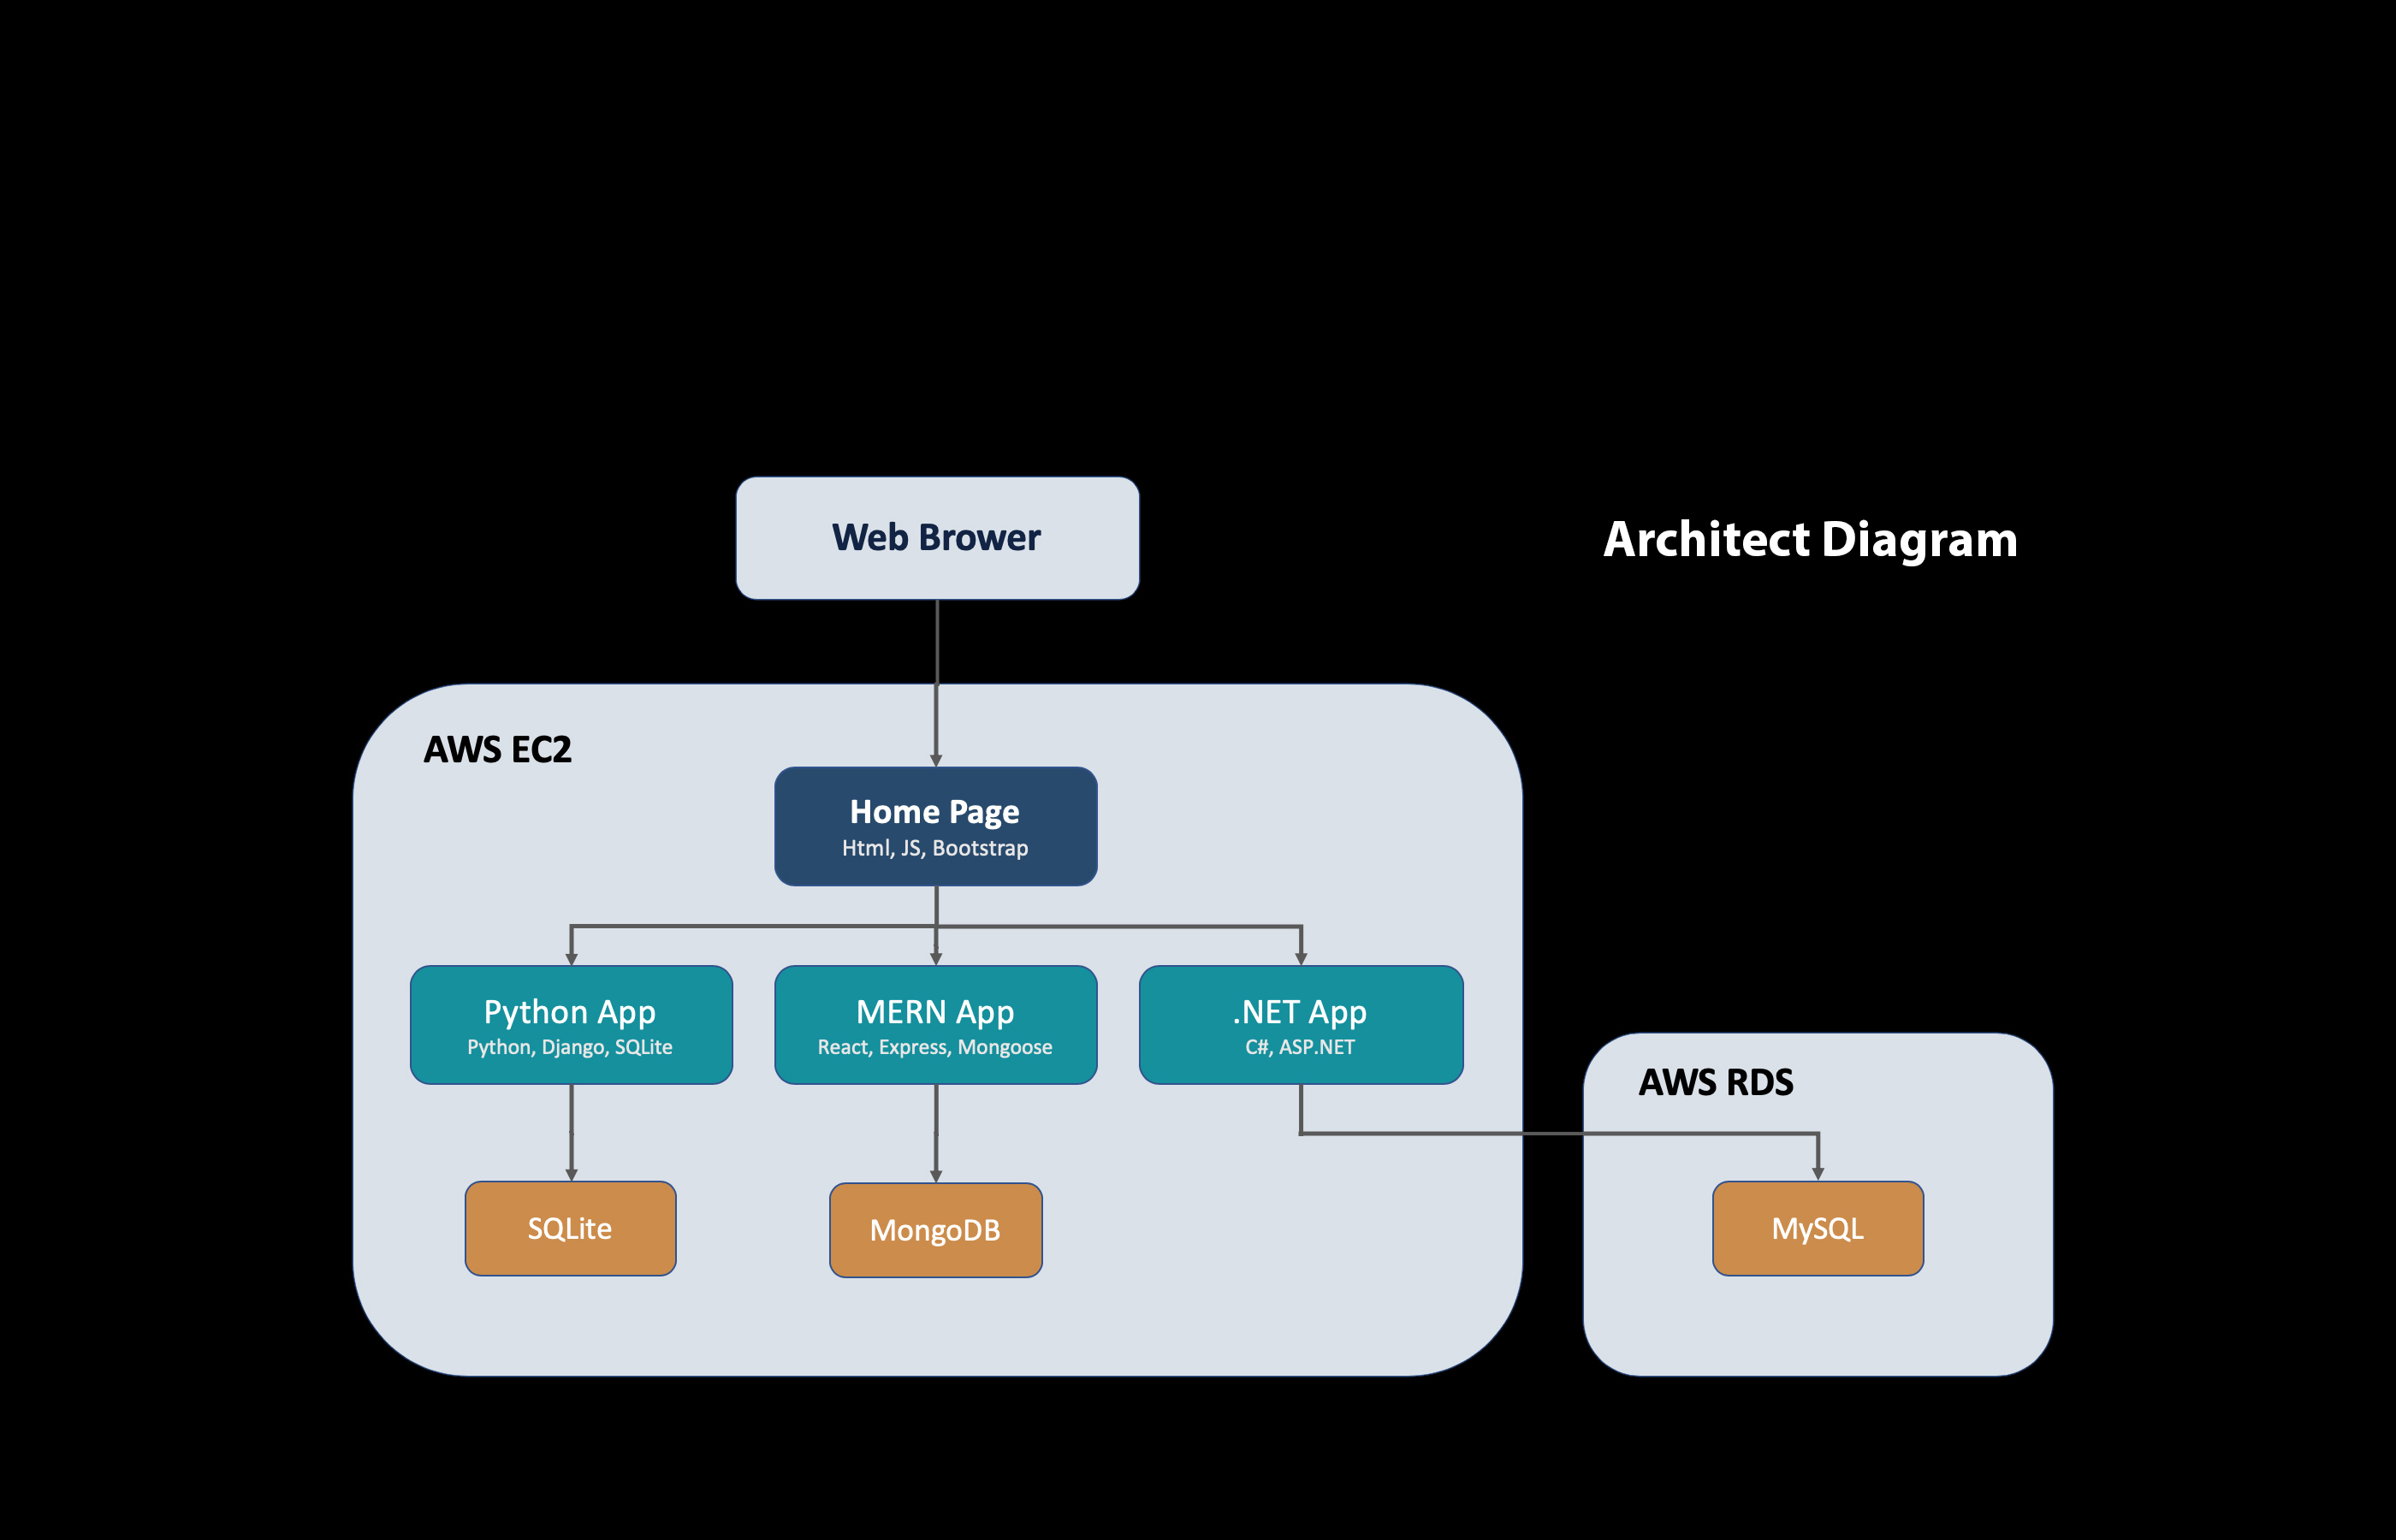 Web Brower
Architect Diagram
AWS EC2
Home Page
Html, JS, Bootstrap
Python App
Python, Django, SQLite
MERN App
React, Express, Mongoose
.NET App
C#, ASP.NET
AWS RDS
SQLite
MongoDB
MySQL